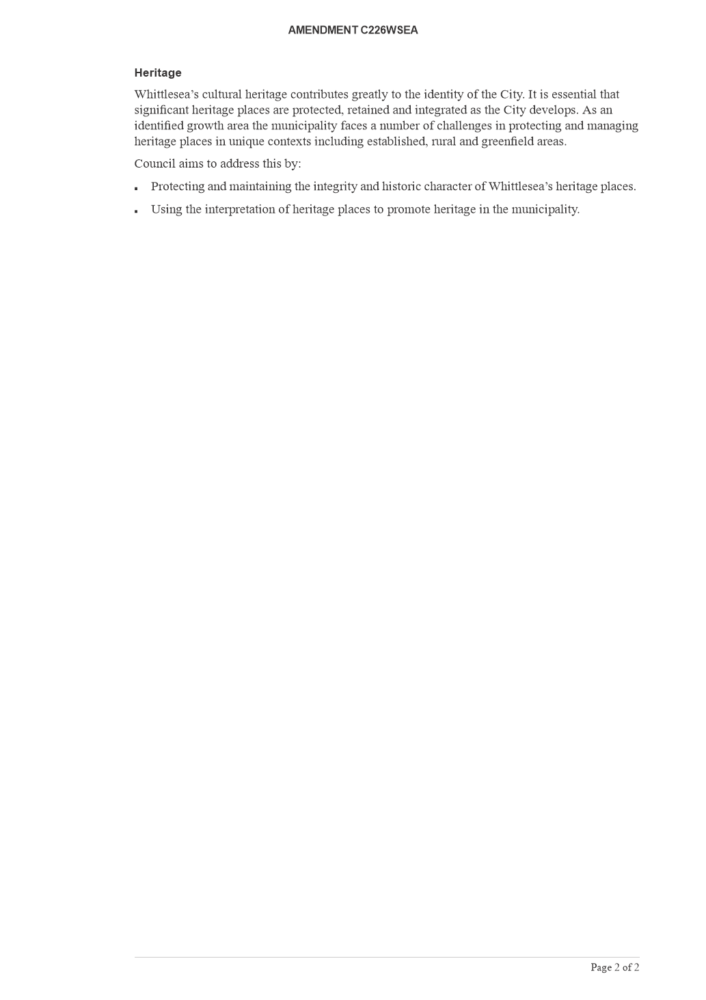 AMENDMENT C226WSEA
Heritage
Whittlesea’s cultural heritage contributes greatly to the identity of the City. It is essential that
significant heritage places are protected, retained and integrated as the City develops. As an
identified growth area the municipality faces a number of challenges in protecting and managing
heritage places in unique contexts including established, rural and greenfield areas.
Council aims to address this by:
▪ Protecting and maintaining the integrity and historic character of Whittlesea’s heritage places.
▪ Using the interpretation of heritage places to promote heritage in the municipality.
Page 2 of 2